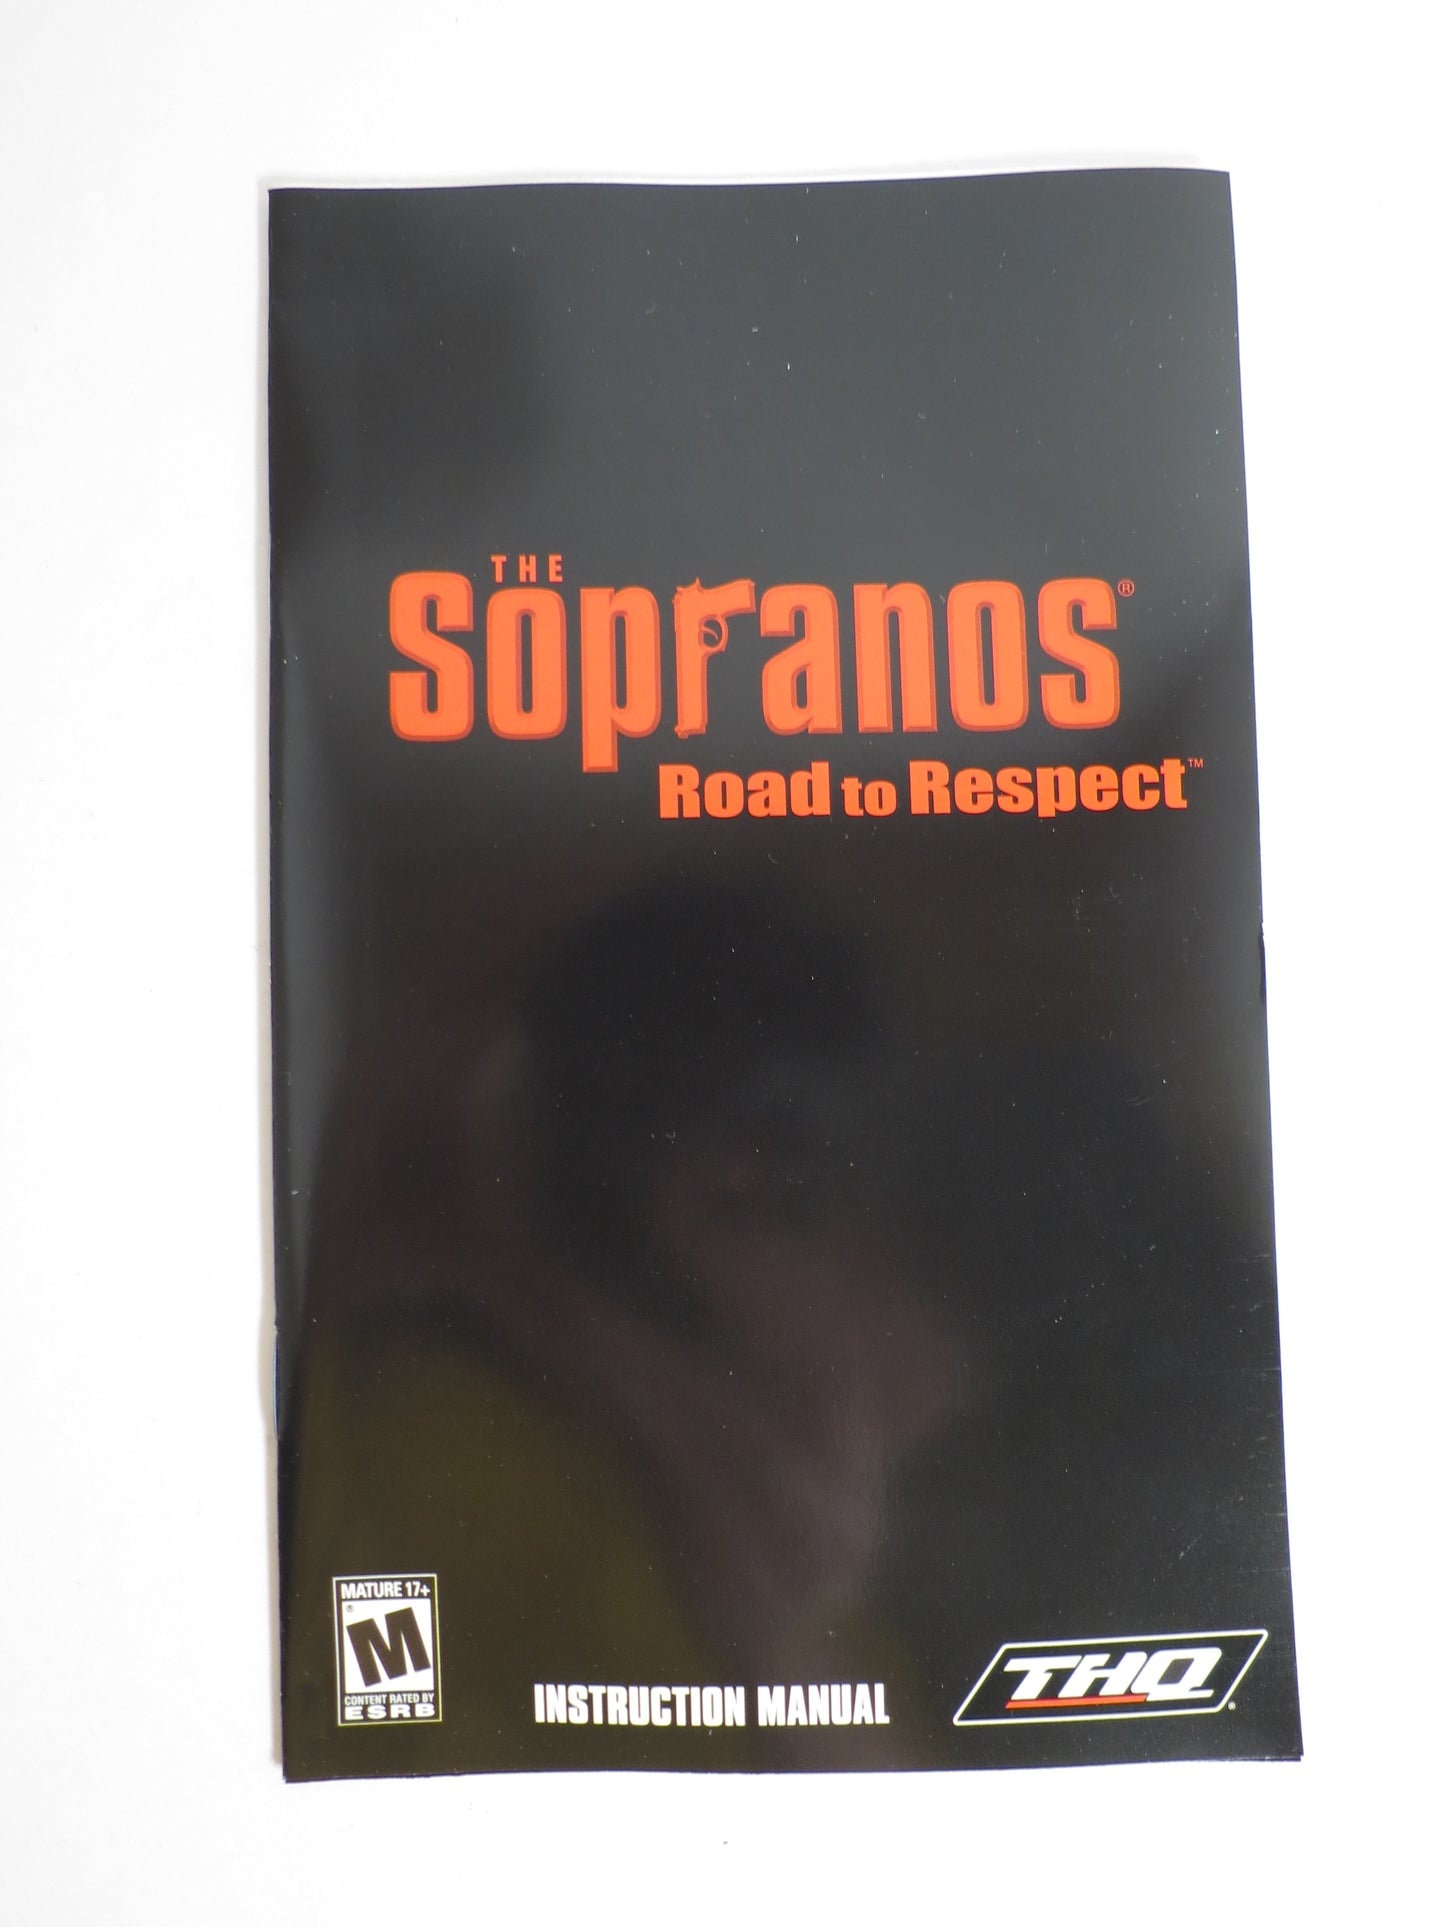 THE
Sopranos®
Road to Respect™
MATURE 17+
M®
CONTENT RATED BY
ESRB
INSTRUCTION MANUAL
THQ®